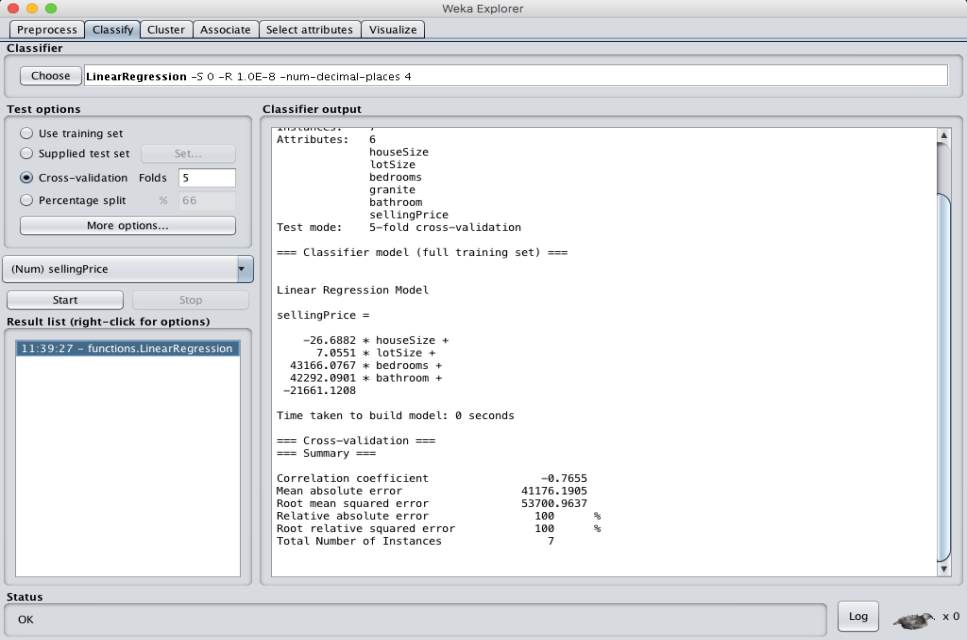 Weka Explorer
Preprocess Classify Cluster Associate Select attributes Visualize
Classifier
Choose LinearRegression -S 0 -R 1.0E-8 -num-decimal-places 4
Test options
Use training set
Supplied test set Set...
Cross-validation Folds 5
Percentage split % 66
More options...
(Num) sellingPrice
Start Stop
Result list (right-click for options)
11:39:27 - functions.LinearRegression
Classifier output
Instances: 7
Attributes: 6
houseSize
lotSize
bedrooms
granite
bathroom
sellingPrice
Test mode: 5-fold cross-validation
=== Classifier model (full training set) ===
Linear Regression Model
sellingPrice =
-26.6882 * houseSize +
7.0551 * lotSize +
43166.0767 * bedrooms +
42292.0901 * bathroom +
-21661.1208
Time taken to build model: 0 seconds
=== Cross-validation ===
=== Summary ===
Correlation coefficient -0.7655
Mean absolute error 41176.1905
Root mean squared error 53700.9637
Relative absolute error 100 %
Root relative squared error 100 %
Total Number of Instances 7
Status
OK
Log x 0